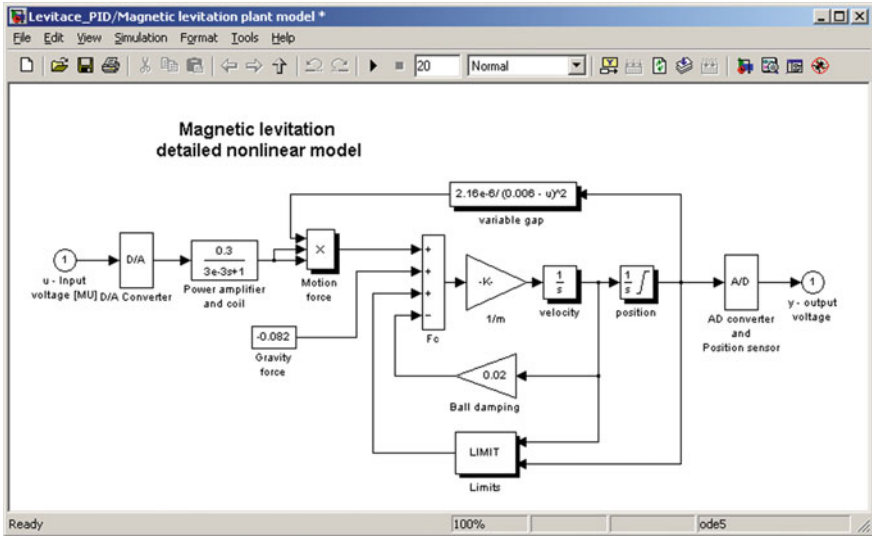 Levitace_PID/Magnetic levitation plant model *
File Edit View Simulation Format Tools Help
20 Normal
Magnetic levitation
detailed nonlinear model
2.16e-6/(0.006 - u)^2
variable gap
1
u - Input
voltage [MU]
D/A
D/A Converter
0.3
3e-3s+1
Power amplifier
and coil
×
Motion
force
-0.082
Gravity
force
+
+
+
−
Fc
-K-
1/m
1
s
velocity
1
s
position
A/D
AD converter
and
Position sensor
1
y - output
voltage
0.02
Ball damping
LIMIT
Limits
Ready 100% ode5